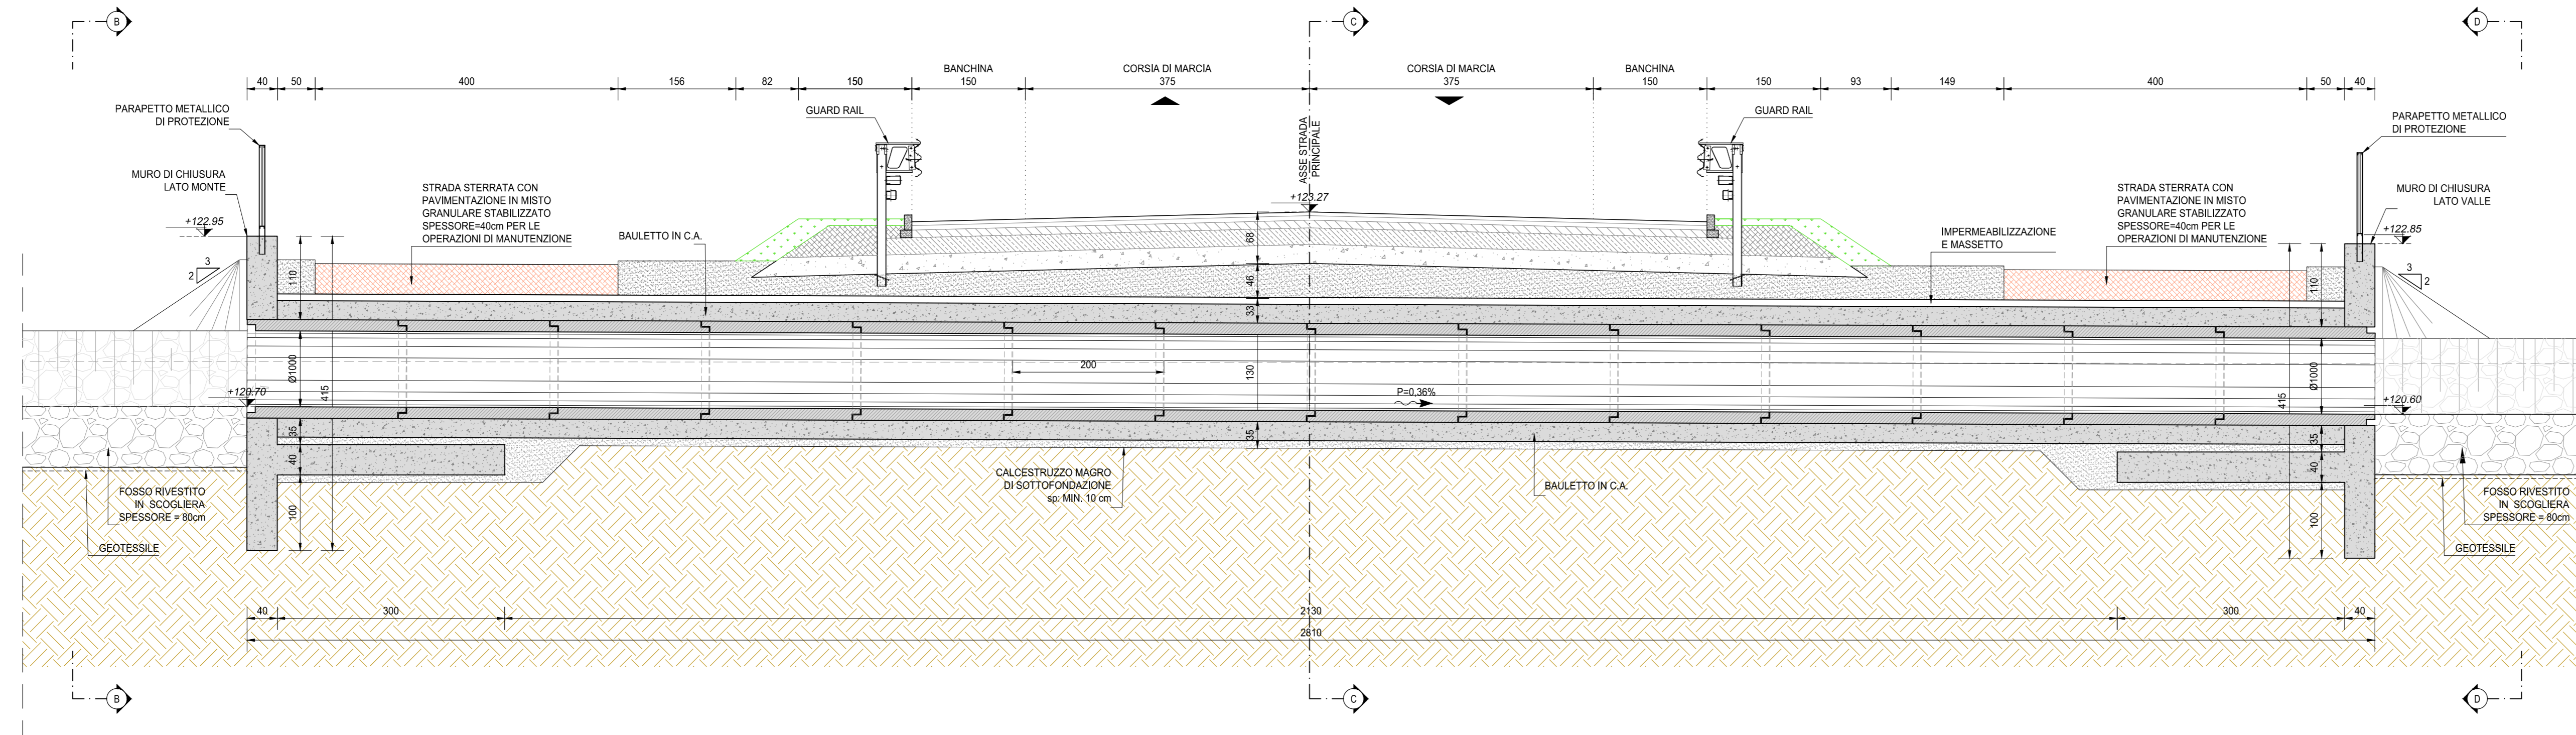 B
C
D
BANCHINA
CORSIA DI MARCIA
CORSIA DI MARCIA
BANCHINA
40
50
400
156
82
150
150
375
375
150
150
93
149
400
50
40
PARAPETTO METALLICO
DI PROTEZIONE
GUARD RAIL
ASSE STRADA
PRINCIPALE
GUARD RAIL
PARAPETTO METALLICO
DI PROTEZIONE
MURO DI CHIUSURA
LATO MONTE
STRADA STERRATA CON
PAVIMENTAZIONE IN MISTO
GRANULARE STABILIZZATO
SPESSORE=40cm PER LE
OPERAZIONI DI MANUTENZIONE
STRADA STERRATA CON
PAVIMENTAZIONE IN MISTO
GRANULARE STABILIZZATO
SPESSORE=40cm PER LE
OPERAZIONI DI MANUTENZIONE
MURO DI CHIUSURA
LATO VALLE
+123.27
+122.95
+122.85
BAULETTO IN C.A.
IMPERMEABILIZZAZIONE
E MASSETTO
68
46
33
3
2
110
110
3
2
Ø1000
415
200
130
P=0,36%
415
Ø1000
+120.70
+120.60
35
40
100
35
35
40
100
CALCESTRUZZO MAGRO
DI SOTTOFONDAZIONE
sp: MIN. 10 cm
BAULETTO IN C.A.
FOSSO RIVESTITO
IN SCOGLIERA
SPESSORE = 80cm
GEOTESSILE
FOSSO RIVESTITO
IN SCOGLIERA
SPESSORE = 80cm
GEOTESSILE
40
300
2130
300
40
2810
B
C
D